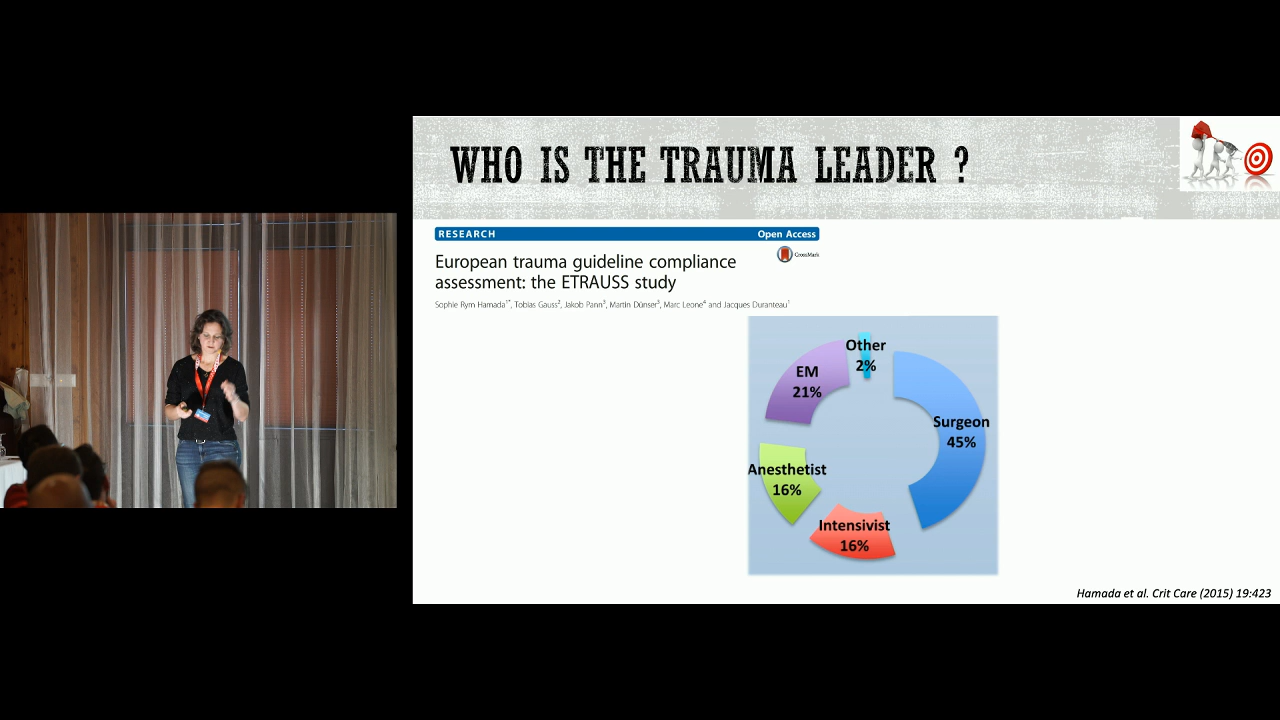 WHO IS THE TRAUMA LEADER ?
RESEARCH
Open Access
European trauma guideline compliance
assessment: the ETRAUSS study
CrossMark
Sophie Rym Hamada1*, Tobias Gauss2, Jakob Pann3, Martin Dünser3, Marc Leone4 and Jacques Duranteau1
Other
2%
EM
21%
Surgeon
45%
Anesthetist
16%
Intensivist
16%
Hamada et al. Crit Care (2015) 19:423